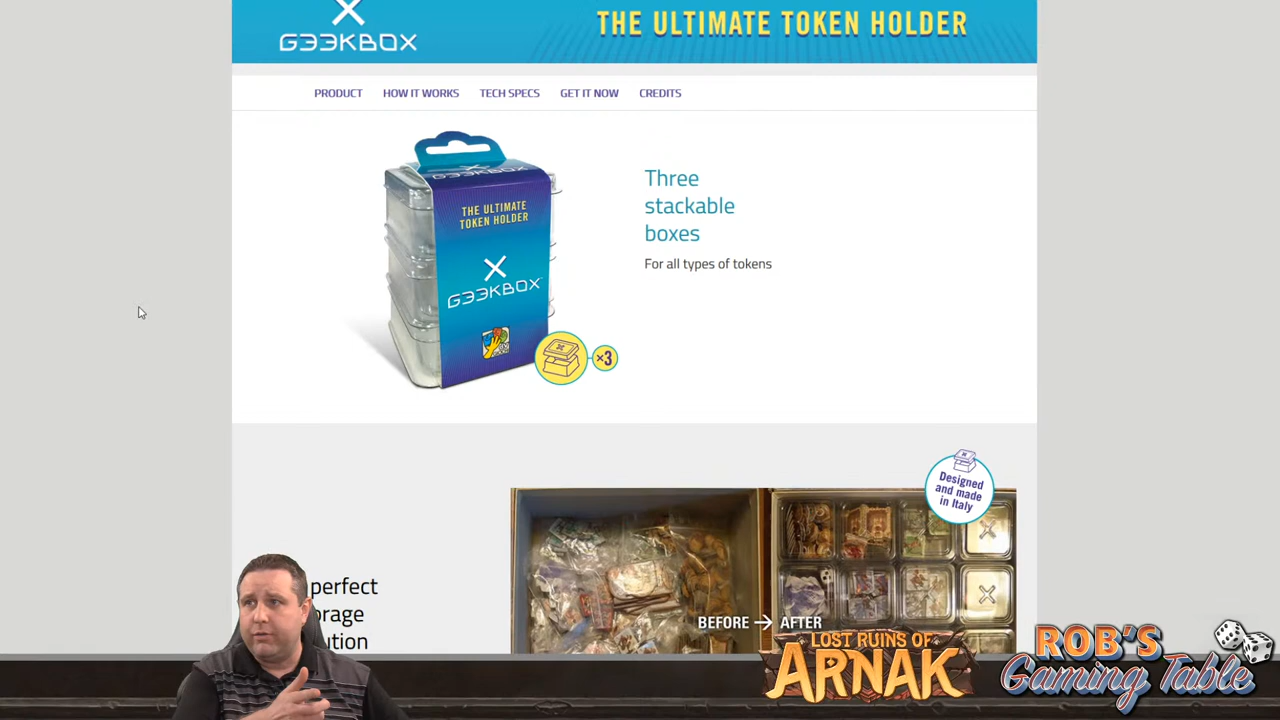 GEEKBOX
THE ULTIMATE TOKEN HOLDER
PRODUCT HOW IT WORKS TECH SPECS GET IT NOW CREDITS
GEEKBOX
THE ULTIMATE
TOKEN HOLDER
GEEKBOX
×3
Three
stackable
boxes
For all types of tokens
Designed
and made
in Italy
perfect
orage
ution
BEFORE → AFTER
LOST RUINS OF
ARNAK
ROB'S
Gaming Table